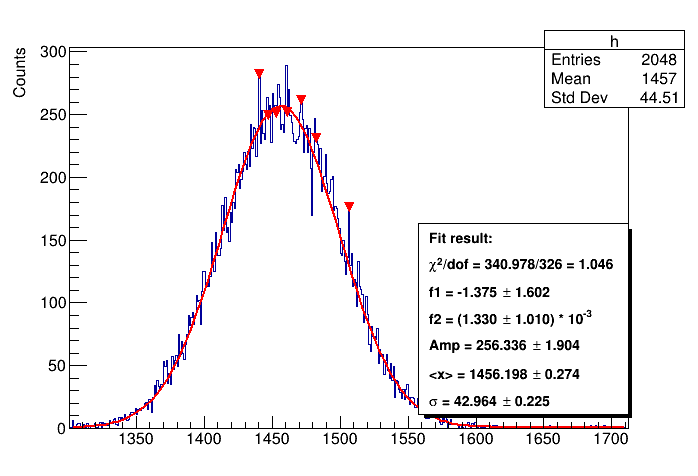 h
Entries 2048
Mean 1457
Std Dev 44.51
Counts
300
250
200
150
100
50
0
Fit result:
χ²/dof = 340.978/326 = 1.046
f1 = -1.375 ± 1.602
f2 = (1.330 ± 1.010) * 10⁻³
Amp = 256.336 ± 1.904
<x> = 1456.198 ± 0.274
σ = 42.964 ± 0.225
1350 1400 1450 1500 1550 1600 1650 1700